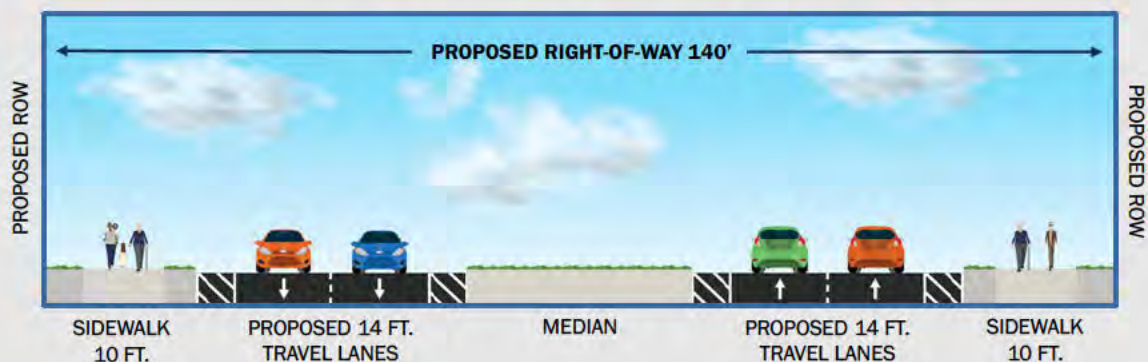 PROPOSED RIGHT-OF-WAY 140'
PROPOSED ROW
PROPOSED ROW
SIDEWALK
10 FT.
PROPOSED 14 FT.
TRAVEL LANES
MEDIAN
PROPOSED 14 FT.
TRAVEL LANES
SIDEWALK
10 FT.